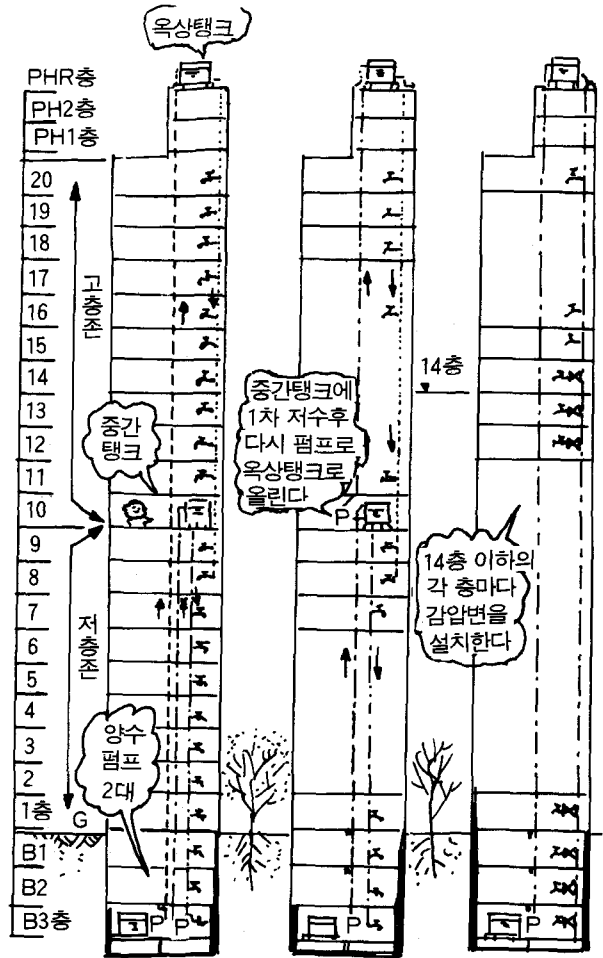 옥상탱크
PHR층
PH2층
PH1층
20
19
18
17
16
15
14
13
12
11
10
9
8
7
6
5
4
3
2
1층
G
B1
B2
B3층
고층존
저층존
중간
탱크
양수
펌프
2대
P
P
중간탱크에
1차 저수후
다시 펌프로
옥상탱크로
올린다
P
P
14층
14층 이하의
각 층마다
감압변을
설치한다
P